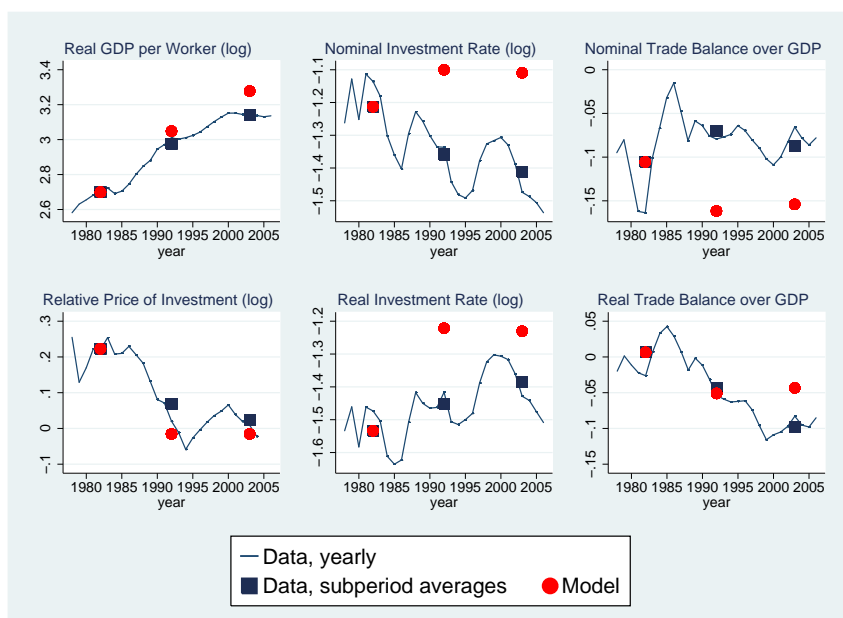 Real GDP per Worker (log)
Nominal Investment Rate (log)
Nominal Trade Balance over GDP
3.4
3.2
3
2.8
2.6
1980 1985 1990 1995 2000 2005
year
−1.1
−1.2
−1.3
−1.4
−1.5
1980 1985 1990 1995 2000 2005
year
0
−.05
−.1
−.15
1980 1985 1990 1995 2000 2005
year
Relative Price of Investment (log)
Real Investment Rate (log)
Real Trade Balance over GDP
.3
.2
.1
0
−.1
1980 1985 1990 1995 2000 2005
year
−1.2
−1.3
−1.4
−1.5
−1.6
1980 1985 1990 1995 2000 2005
year
.05
0
−.05
−.1
−.15
1980 1985 1990 1995 2000 2005
year
Data, yearly
Data, subperiod averages
Model